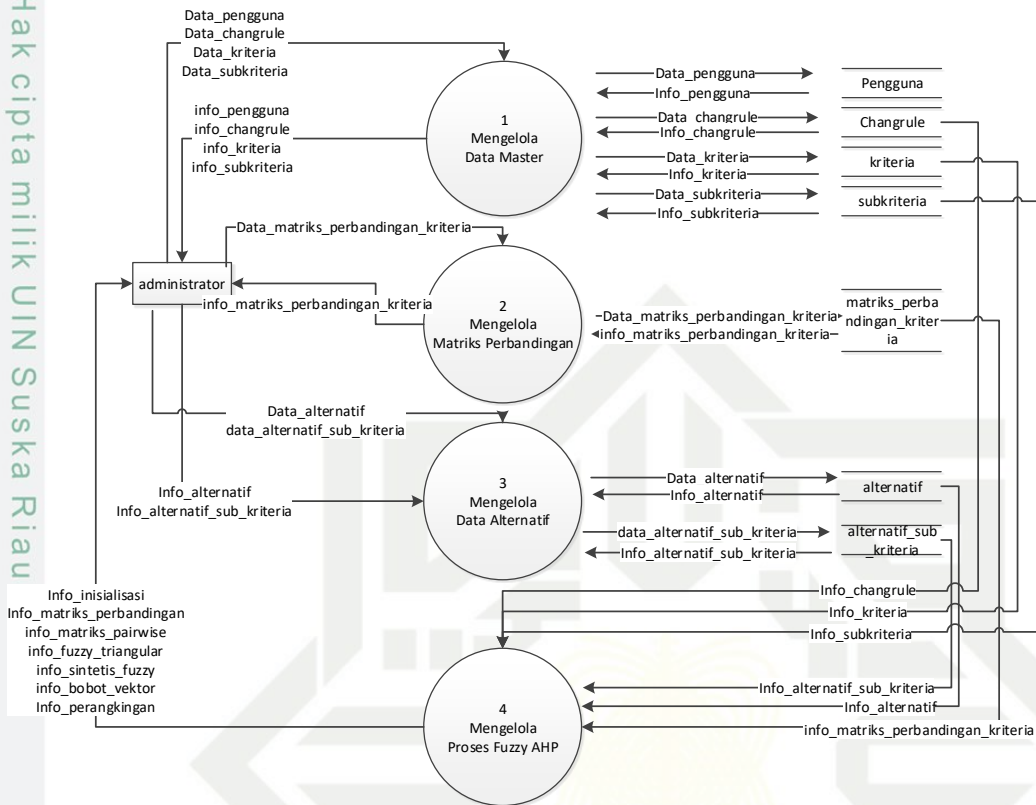 Hak cipta milik UIN Suska Riau
Data_pengguna
Data_changrule
Data_kriteria
Data_subkriteria
info_pengguna
info_changrule
info_kriteria
info_subkriteria
1
Mengelola
Data Master
Data_pengguna
Info_pengguna
Data_changrule
Info_changrule
Data_kriteria
Info_kriteria
Data_subkriteria
Info_subkriteria
Pengguna
Changrule
kriteria
subkriteria
Data_matriks_perbandingan_kriteria
administrator
info_matriks_perbandingan_kriteria
2
Mengelola
Matriks Perbandingan
Data_matriks_perbandingan_kriteria
info_matriks_perbandingan_kriteria
matriks_perba
ndingan_kriter
ia
Data_alternatif
data_alternatif_sub_kriteria
Info_alternatif
Info_alternatif_sub_kriteria
3
Mengelola
Data Alternatif
Data_alternatif
Info_alternatif
data_alternatif_sub_kriteria
Info_alternatif_sub_kriteria
alternatif
alternatif_sub
_kriteria
Info_changrule
Info_kriteria
Info_subkriteria
Info_inisialisasi
Info_matriks_perbandingan
info_matriks_pairwise
info_fuzzy_triangular
info_sintetis_fuzzy
info_bobot_vektor
Info_perangkingan
4
Mengelola
Proses Fuzzy AHP
Info_alternatif_sub_kriteria
Info_alternatif
info_matriks_perbandingan_kriteria